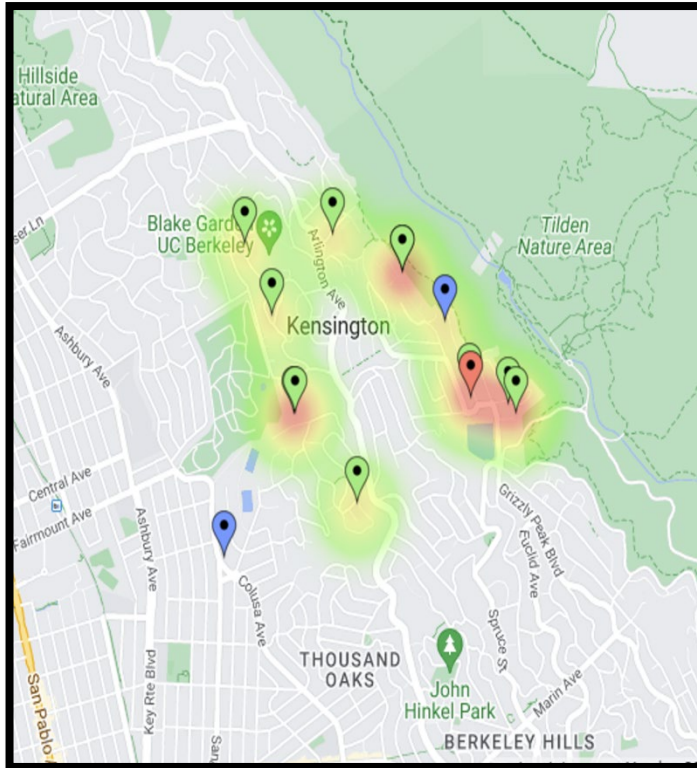 Hillside
atural Area
ser Ln
Blake Garde
UC Berkeley
Arlington Ave
Tilden
Nature Area
Kensington
Ashbury Ave
Central Ave
Fairmount Ave
Ashbury Ave
Colusa Ave
Grizzly Peak Blvd
Euclid Ave
Spruce St
Key Rte Blvd
THOUSAND
OAKS
John
Hinkel Park
Marin Ave
San Pablo
San
BERKELEY HILLS